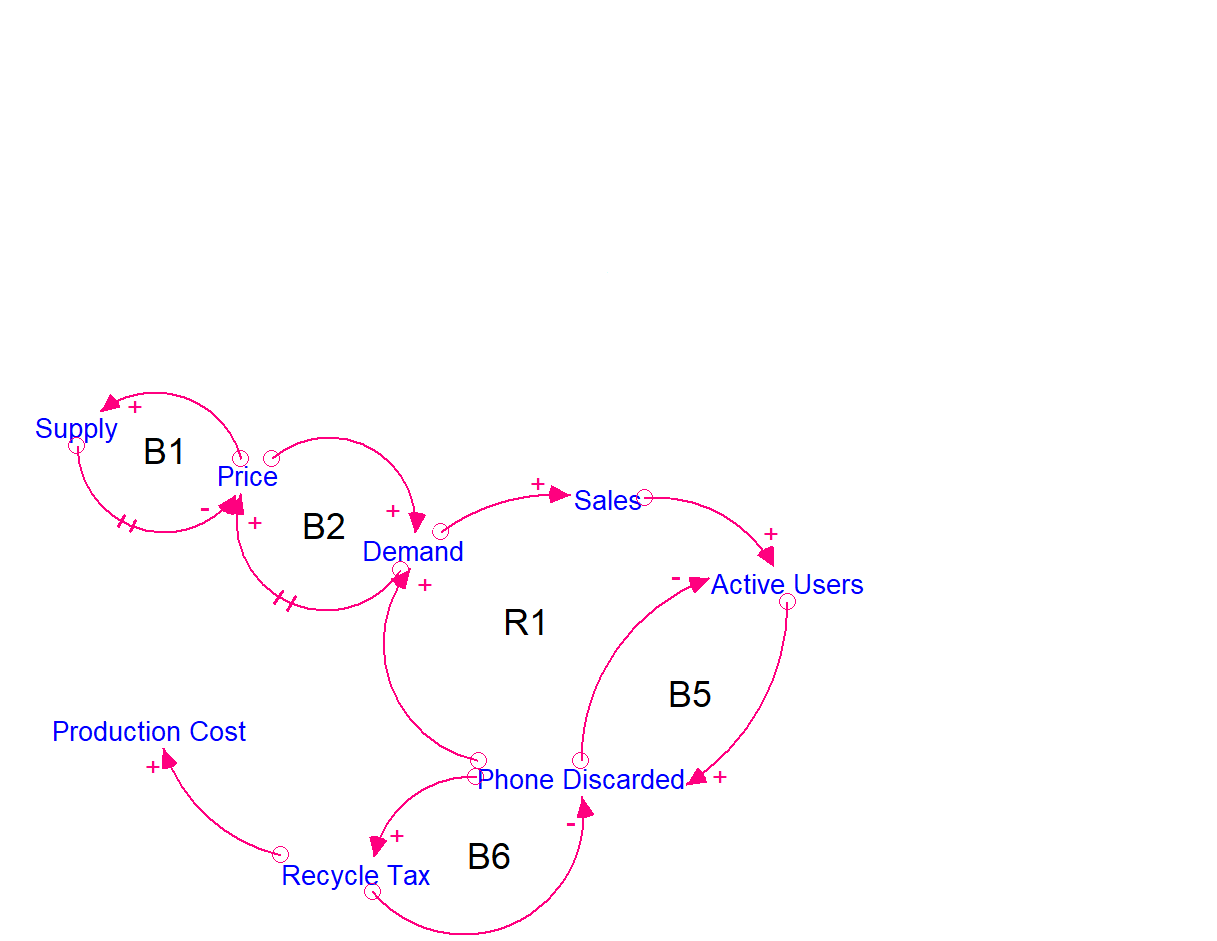 Supply
+
B1
Price
-
+
B2
+
Demand
+
+
Sales
+
Active Users
-
R1
B5
Production Cost
+
Phone Discarded
+
+
-
B6
Recycle Tax